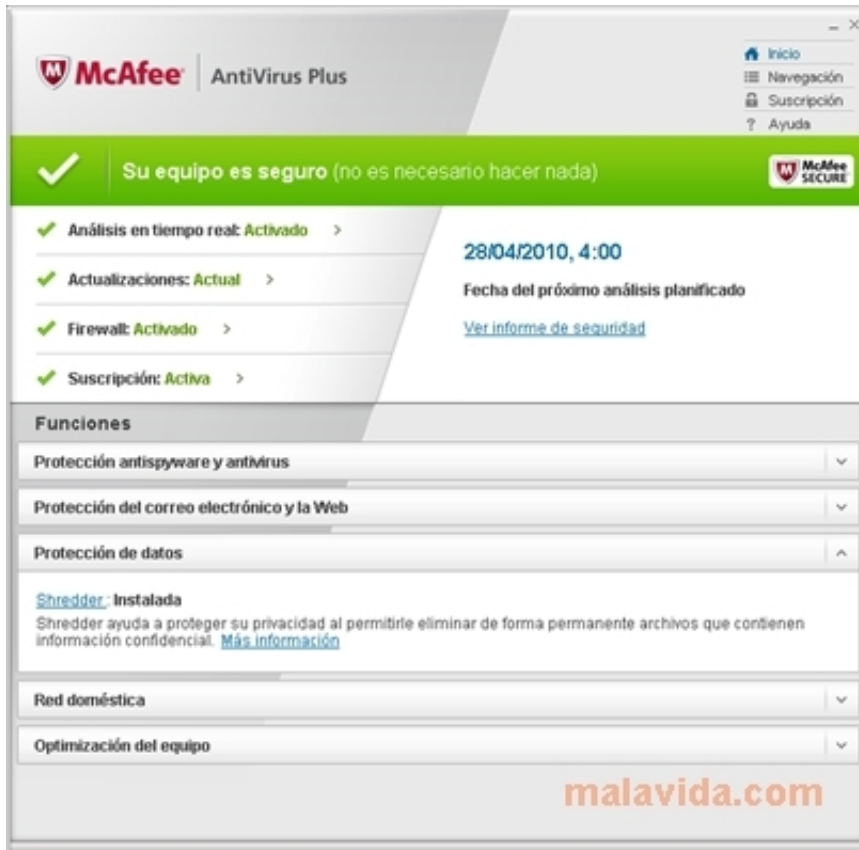 McAfee AntiVirus Plus
Inicio
Navegación
Suscripción
? Ayuda
Su equipo es seguro (no es necesario hacer nada)
McAfee
SECURE
Análisis en tiempo real: Activado >
Actualizaciones: Actual >
Firewall: Activado >
Suscripción: Activa >
28/04/2010, 4:00
Fecha del próximo análisis planificado
Ver informe de seguridad
Funciones
Protección antispyware y antivirus
Protección del correo electrónico y la Web
Protección de datos
Shredder : Instalada
Shredder ayuda a proteger su privacidad al permitirle eliminar de forma permanente archivos que contienen
información confidencial. Más información
Red doméstica
Optimización del equipo
malavida.com